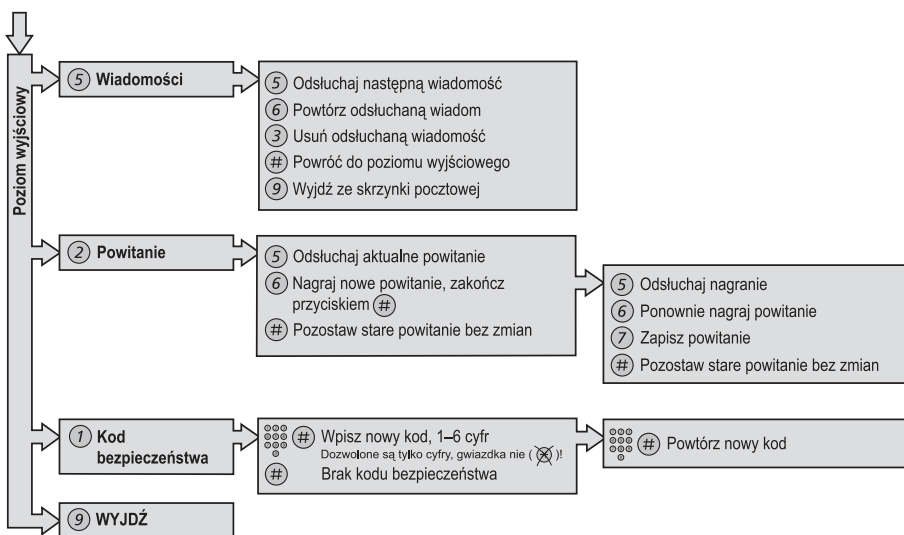 Poziom wyjściowy
5 Wiadomości
5 Odsłuchaj następną wiadomość
6 Powtórz odsłuchaną wiadom
3 Usuń odsłuchaną wiadomość
# Powróć do poziomu wyjściowego
9 Wyjdź ze skrzynki pocztowej
2 Powitanie
5 Odsłuchaj aktualne powitanie
6 Nagraj nowe powitanie, zakończ
przyciskiem #
# Pozostaw stare powitanie bez zmian
5 Odsłuchaj nagranie
6 Ponownie nagraj powitanie
7 Zapisz powitanie
# Pozostaw stare powitanie bez zmian
1 Kod
bezpieczeństwa
# Wpisz nowy kod, 1–6 cyfr
Dozwolone są tylko cyfry, gwiazdka nie ( * )!
# Brak kodu bezpieczeństwa
# Powtórz nowy kod
9 WYJDŹ